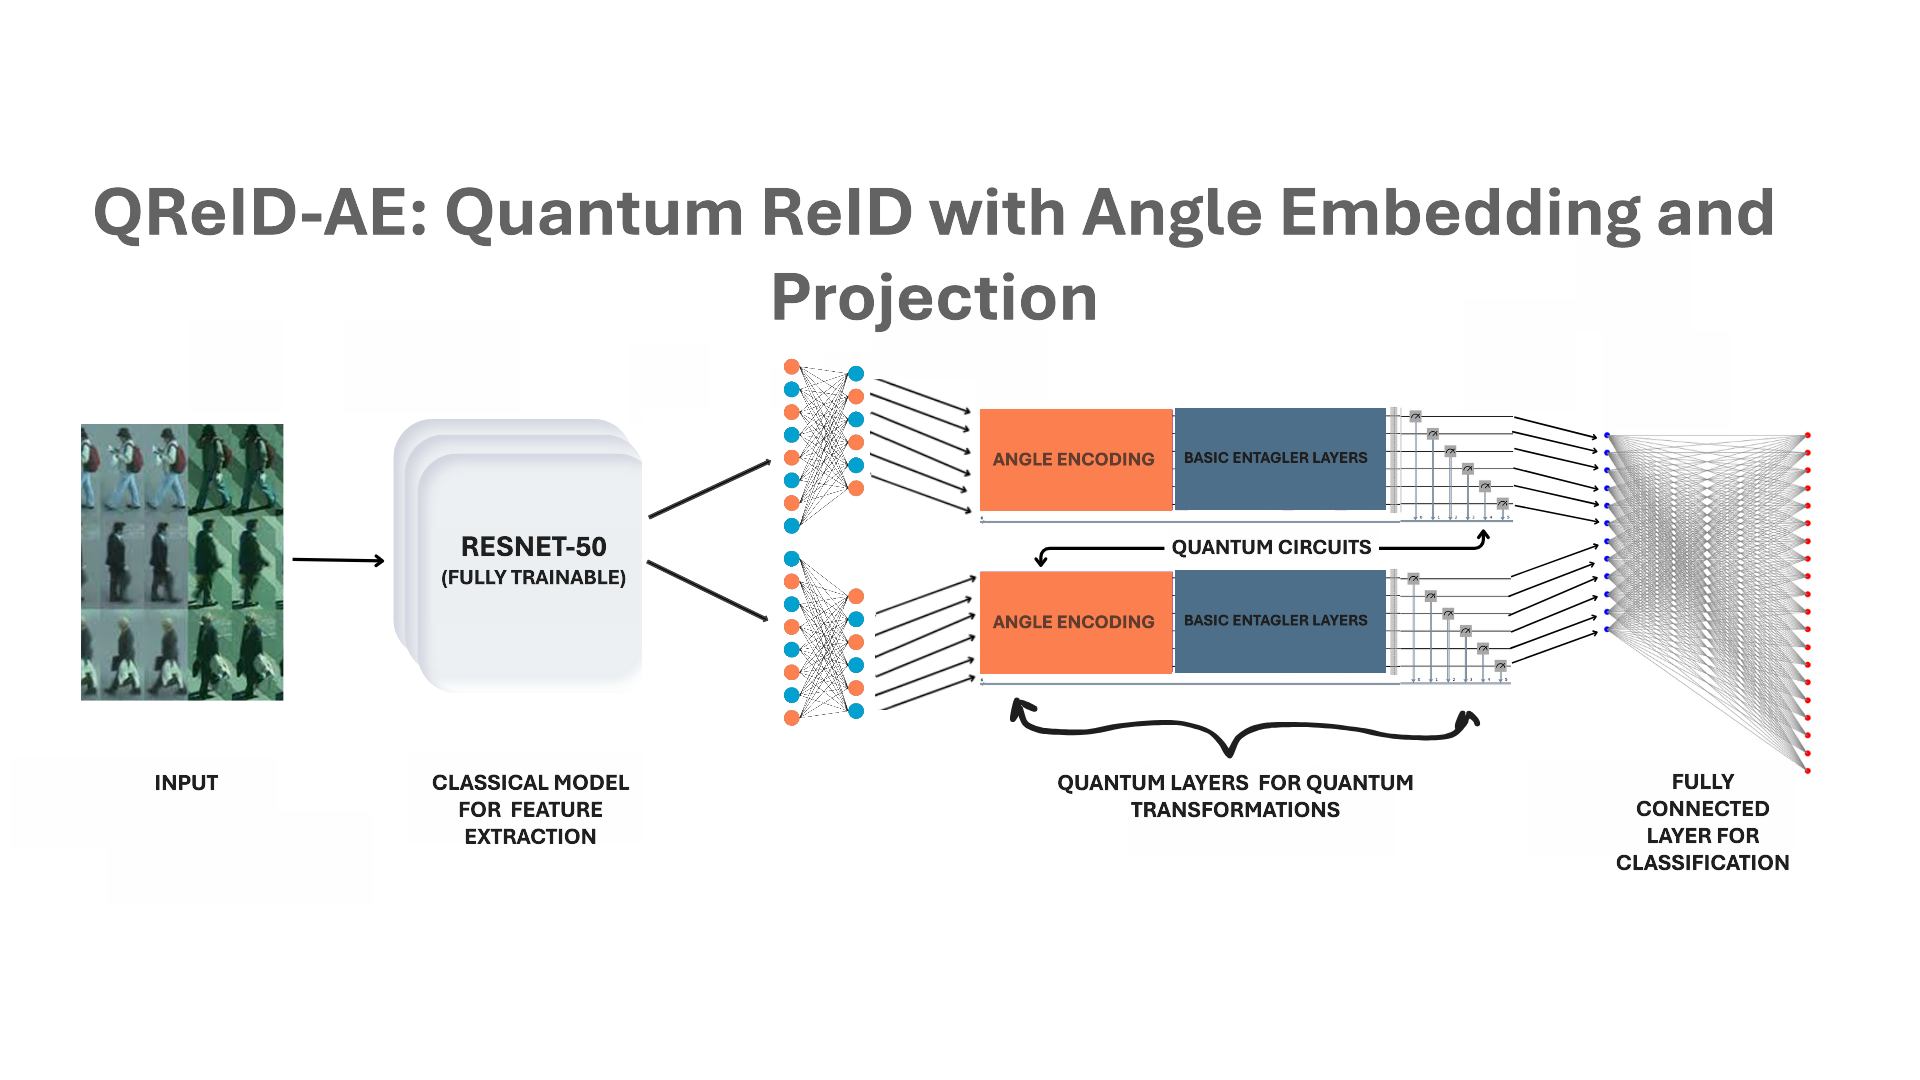 QReID-AE: Quantum ReID with Angle Embedding and
Projection
RESNET-50
(FULLY TRAINABLE)
ANGLE ENCODING
BASIC ENTAGLER LAYERS
QUANTUM CIRCUITS
ANGLE ENCODING
BASIC ENTAGLER LAYERS
INPUT
CLASSICAL MODEL
FOR FEATURE
EXTRACTION
QUANTUM LAYERS FOR QUANTUM
TRANSFORMATIONS
FULLY
CONNECTED
LAYER FOR
CLASSIFICATION